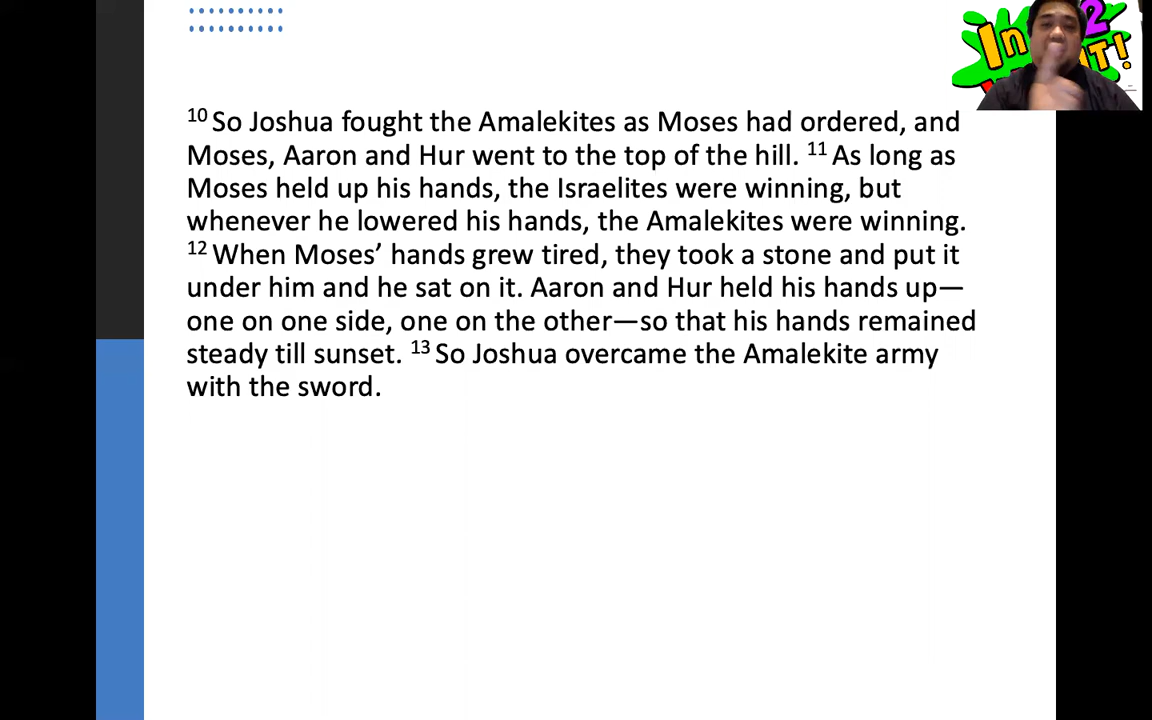 In 2
IT!
10 So Joshua fought the Amalekites as Moses had ordered, and
Moses, Aaron and Hur went to the top of the hill. 11 As long as
Moses held up his hands, the Israelites were winning, but
whenever he lowered his hands, the Amalekites were winning.
12 When Moses’ hands grew tired, they took a stone and put it
under him and he sat on it. Aaron and Hur held his hands up—
one on one side, one on the other—so that his hands remained
steady till sunset. 13 So Joshua overcame the Amalekite army
with the sword.